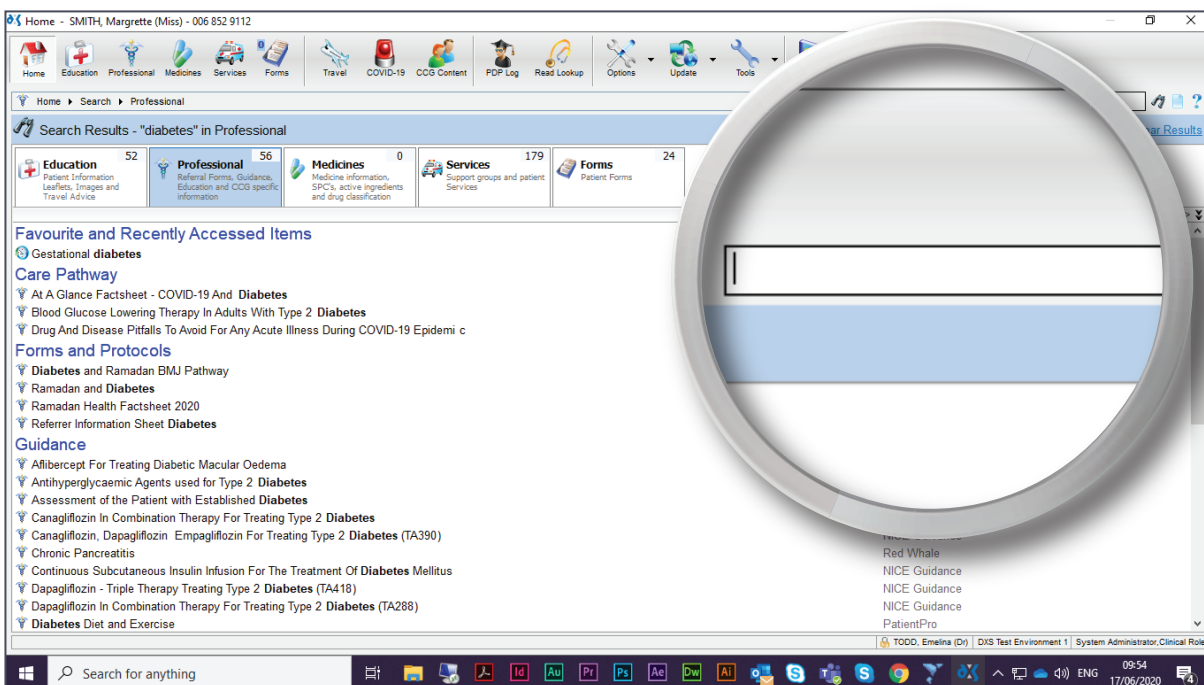 Home - SMITH, Margrette (Miss) - 006 852 9112
Home Education Professional Medicines Services 0 Forms Travel COVID-19 CCG Content PDP Log Read Lookup Options Update Tools
Home Search Professional
Search Results - "diabetes" in Professional
Results
Education 52
Patient Information
Leaflets, Images and
Travel Advice
Professional 56
Referral Forms, Guidance,
Education and CCG specific
information
Medicines 0
Medicine information,
SPC's, active ingredients
and drug classification
Services 179
Support groups and patient
Services
Forms 24
Patient Forms
Favourite and Recently Accessed Items
Gestational diabetes
Care Pathway
At A Glance Factsheet - COVID-19 And Diabetes
Blood Glucose Lowering Therapy In Adults With Type 2 Diabetes
Drug And Disease Pitfalls To Avoid For Any Acute Illness During COVID-19 Epidemi c
Forms and Protocols
Diabetes and Ramadan BMJ Pathway
Ramadan and Diabetes
Ramadan Health Factsheet 2020
Referrer Information Sheet Diabetes
Guidance
Aflibercept For Treating Diabetic Macular Oedema
Antihyperglycaemic Agents used for Type 2 Diabetes
Assessment of the Patient with Established Diabetes
Canagliflozin In Combination Therapy For Treating Type 2 Diabetes
Canagliflozin, Dapagliflozin Empagliflozin For Treating Type 2 Diabetes (TA390)
Chronic Pancreatitis Red Whale
Continuous Subcutaneous Insulin Infusion For The Treatment Of Diabetes Mellitus NICE Guidance
Dapagliflozin - Triple Therapy Treating Type 2 Diabetes (TA418) NICE Guidance
Dapagliflozin In Combination Therapy For Treating Type 2 Diabetes (TA288) NICE Guidance
Diabetes Diet and Exercise PatientPro
TODD, Emelina (Dr) DXS Test Environment 1 System Administrator,Clinical Role
Search for anything Id Au Pr Ps Ae Dw Ai ENG 09:54
17/06/2020 4